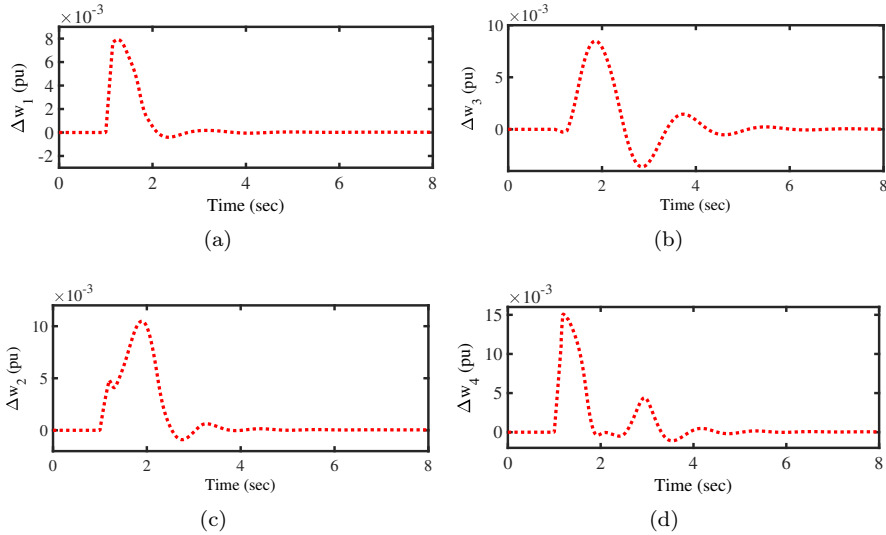 ×10⁻³
8
6
4
2
0
-2
Δw₁ (pu)
0 2 4 6 8
Time (sec)
(a)
×10⁻³
10
5
0
Δw₃ (pu)
0 2 4 6 8
Time (sec)
(b)
×10⁻³
10
5
0
Δw₂ (pu)
0 2 4 6 8
Time (sec)
(c)
×10⁻³
15
10
5
0
Δw₄ (pu)
0 2 4 6 8
Time (sec)
(d)